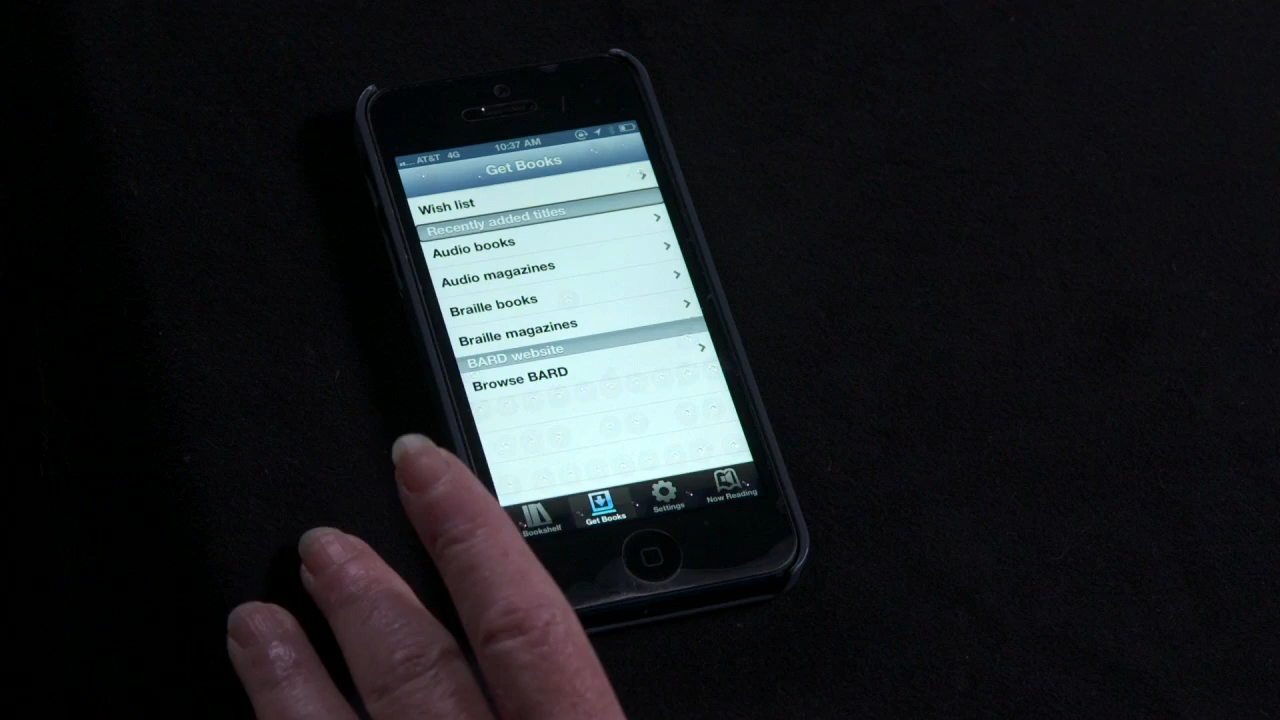 AT&T 4G 10:37 AM
Get Books
Wish list
Recently added titles
Audio books
Audio magazines
Braille books
Braille magazines
BARD website
Browse BARD
Bookshelf Get Books Settings Now Reading